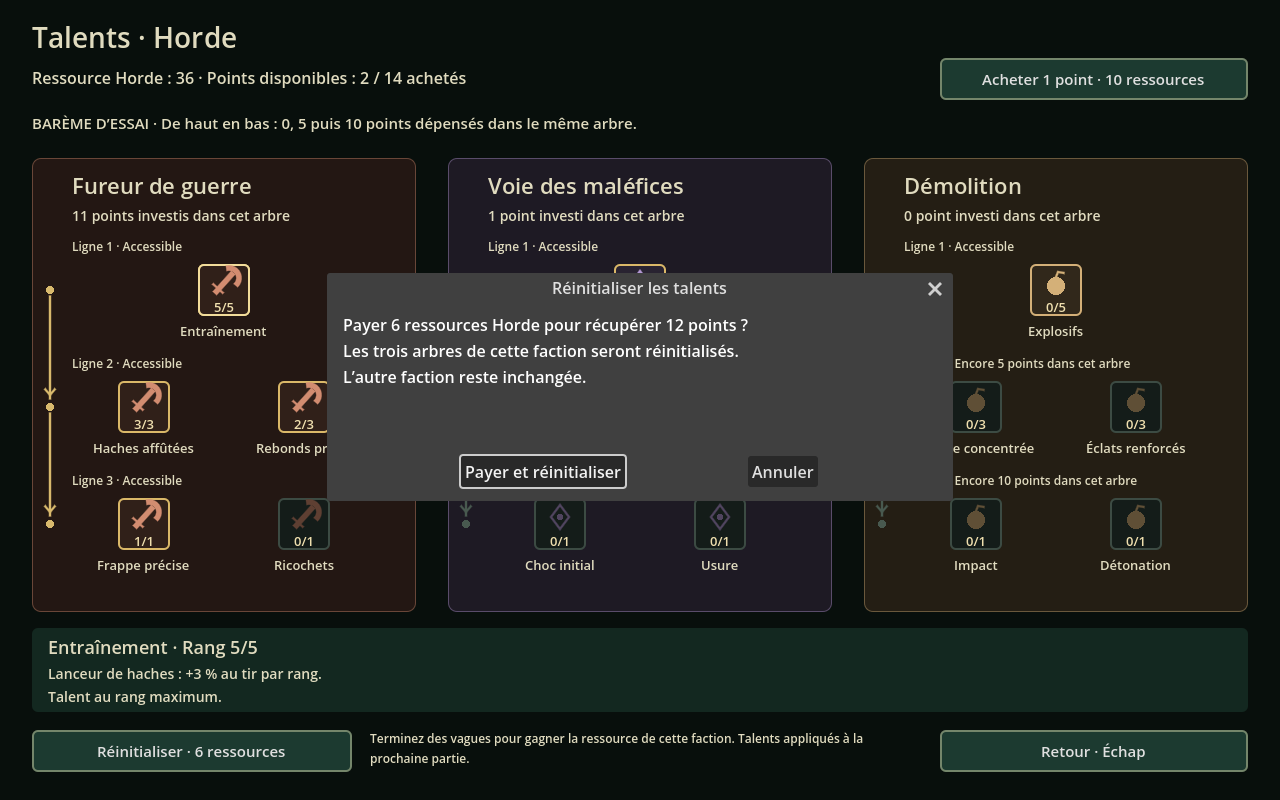 Talents · Horde
Ressource Horde : 36 · Points disponibles : 2 / 14 achetés
Acheter 1 point · 10 ressources
BARÈME D’ESSAI · De haut en bas : 0, 5 puis 10 points dépensés dans le même arbre.
Fureur de guerre
11 points investis dans cet arbre
Ligne 1 · Accessible
5/5
Entraînement
Ligne 2 · Accessible
3/3
2/3
Haches affûtées
Rebonds
Ligne 3 · Accessible
1/1
0/1
Frappe précise
Ricochets
Voie des maléfices
1 point investi dans cet arbre
Ligne 1 · Accessible
0/1
0/1
Choc initial
Usure
Démolition
0 point investi dans cet arbre
Ligne 1 · Accessible
0/5
Explosifs
Encore 5 points dans cet arbre
0/3
0/3
concentrée
Éclats renforcés
Encore 10 points dans cet arbre
0/1
0/1
Impact
Détonation
Réinitialiser les talents
Payer 6 ressources Horde pour récupérer 12 points ?
Les trois arbres de cette faction seront réinitialisés.
L’autre faction reste inchangée.
Payer et réinitialiser
Annuler
Entraînement · Rang 5/5
Lanceur de haches : +3 % au tir par rang.
Talent au rang maximum.
Réinitialiser · 6 ressources
Terminez des vagues pour gagner la ressource de cette faction. Talents appliqués à la
prochaine partie.
Retour · Échap